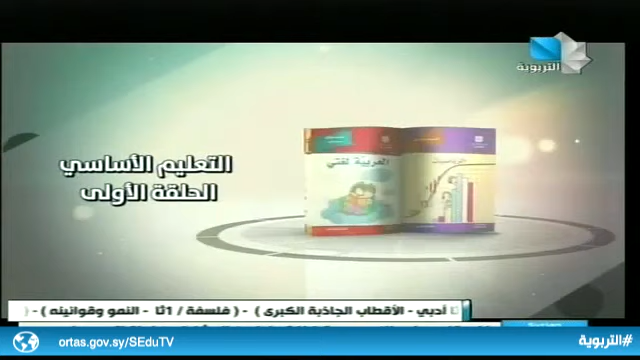 التربوية
التعليم الأساسي
الحلقة الأولى
العربية لغتي
أدبي - الأقطاب الجاذبة الكبرى ) - ( فلسفة / 1ثا - النمو وقوانينه ) - (
ortas.gov.sy/SEduTV
#التربوية